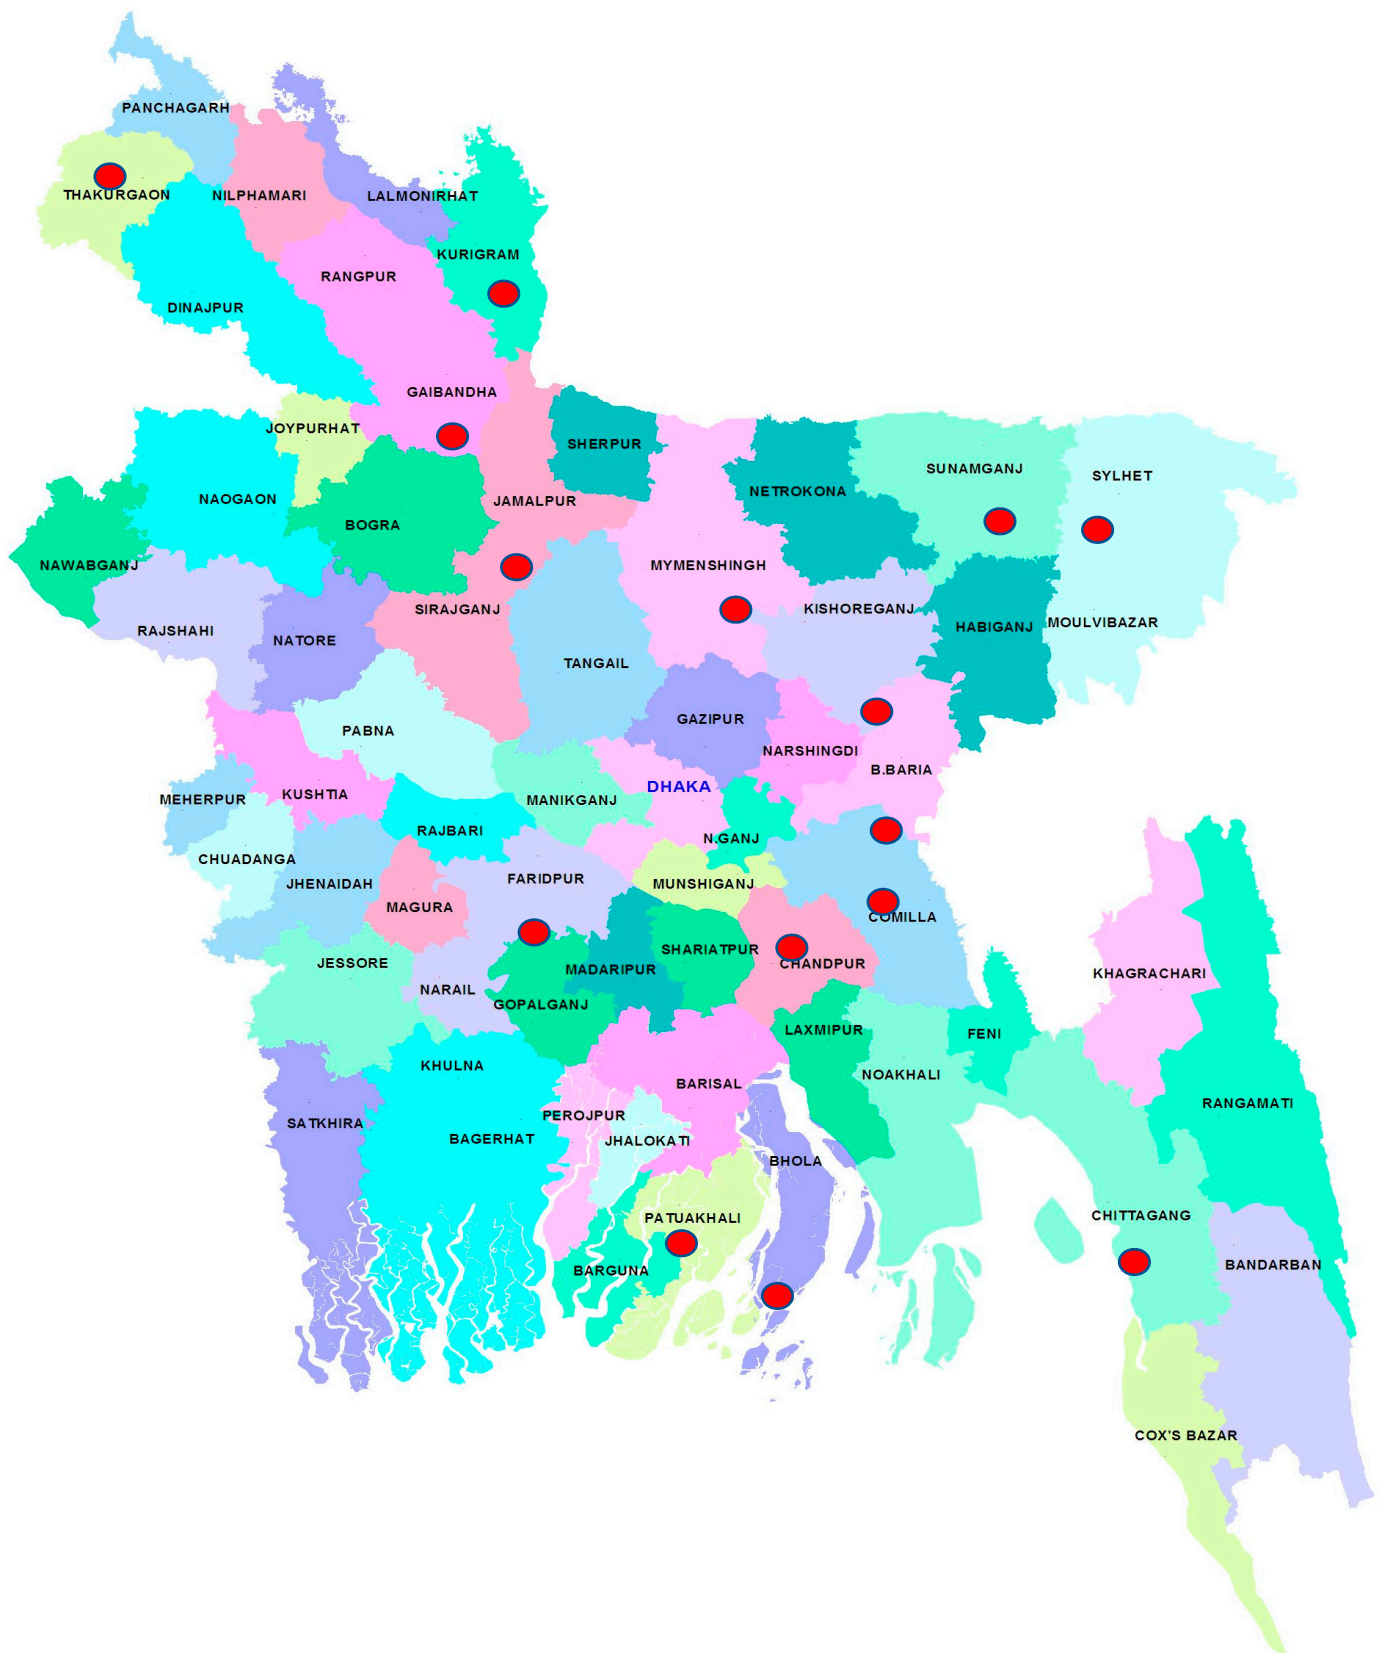 PANCHAGARH
THAKURGAON
NILPHAMARI
LALMONIRHAT
KURIGRAM
RANGPUR
DINAJPUR
GAIBANDHA
JOYPURHAT
SHERPUR
SUNAMGANJ
SYLHET
NETROKONA
NAOGAON
JAMALPUR
BOGRA
NAWABGANJ
MYMENSHINGH
SIRAJGANJ
KISHOREGANJ
MOULVIBAZAR
HABIGANJ
RAJSHAHI
NATORE
TANGAIL
GAZIPUR
PABNA
NARSHINGDI
B.BARIA
DHAKA
KUSHTIA
MEHERPUR
MANIKGANJ
RAJBARI
N.GANJ
CHUADANGA
FARIDPUR
JHENAIDAH
MUNSHIGANJ
MAGURA
COMILLA
SHARIATPUR
JESSORE
CHANDPUR
MADARIPUR
KHAGRACHARI
NARAIL
GOPALGANJ
LAXMIPUR
FENI
KHULNA
NOAKHALI
BARISAL
RANGAMATI
PEROJPUR
SATKHIRA
BAGERHAT
JHALOKATI
BHOLA
CHITTAGANG
PATUAKHALI
BANDARBAN
BARGUNA
COX'S BAZAR